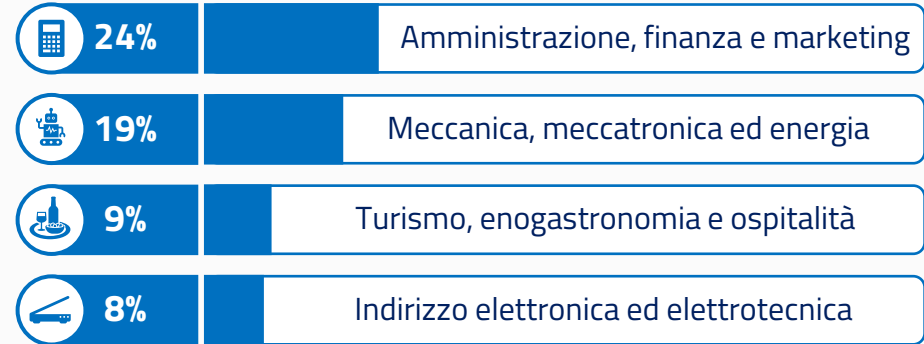 24% Amministrazione, finanza e marketing
19% Meccanica, meccatronica ed energia
9% Turismo, enogastronomia e ospitalità
8% Indirizzo elettronica ed elettrotecnica